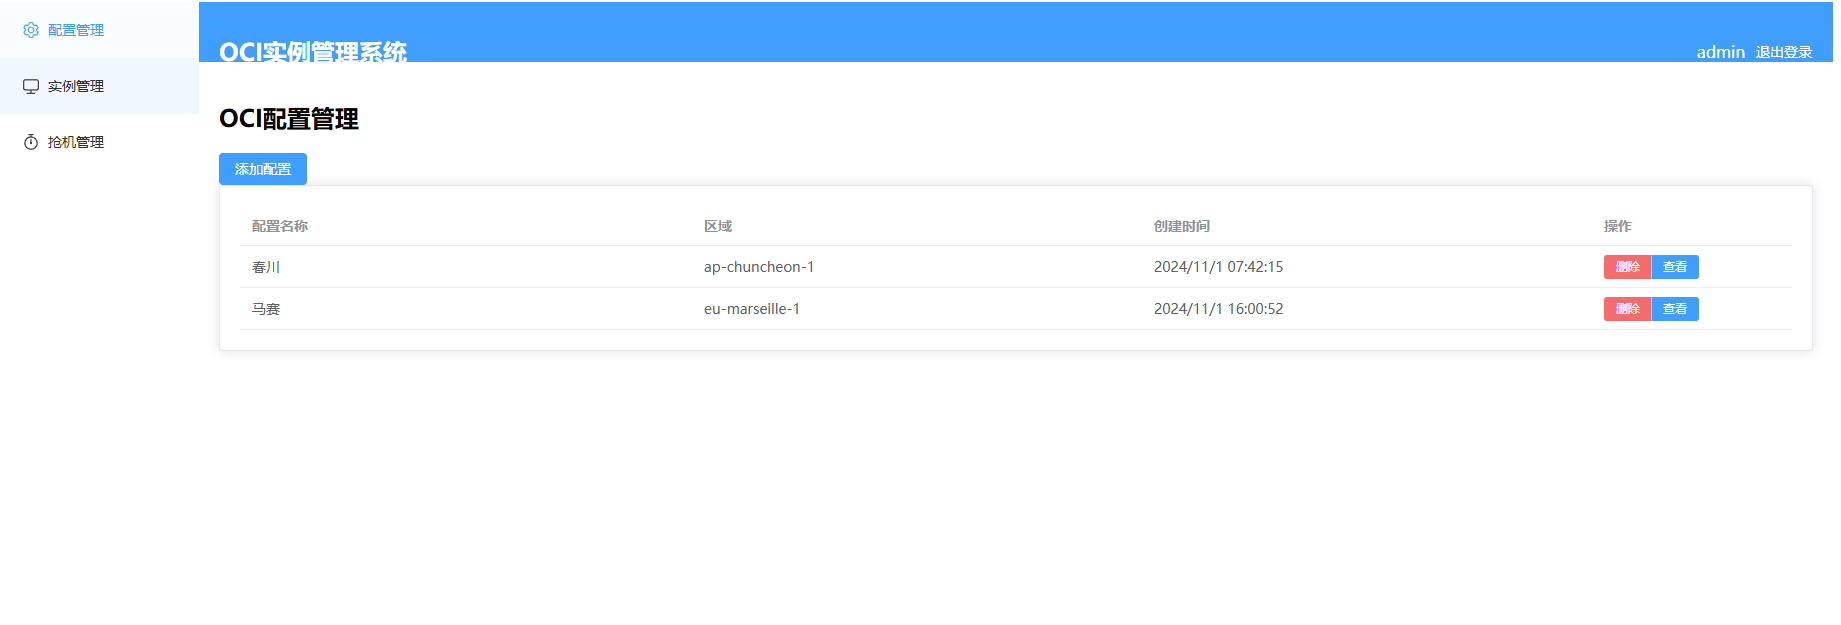 配置管理
实例管理
抢机管理
OCI实例管理系统
admin 退出登录
OCI配置管理
添加配置
配置名称 区域 创建时间 操作
春川 ap-chuncheon-1 2024/11/1 07:42:15 删除 查看
马赛 eu-marseille-1 2024/11/1 16:00:52 删除 查看